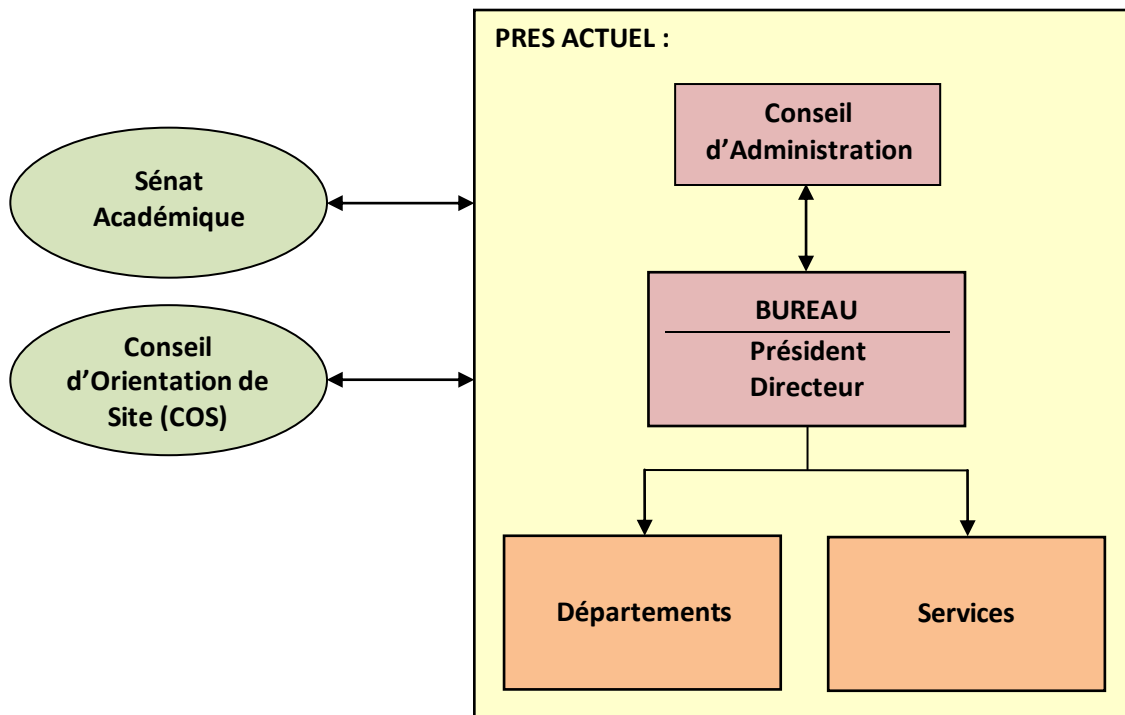 PRES ACTUEL :
Conseil
d’Administration
Sénat
Académique
BUREAU
Président
Directeur
Conseil
d’Orientation de
Site (COS)
Départements
Services